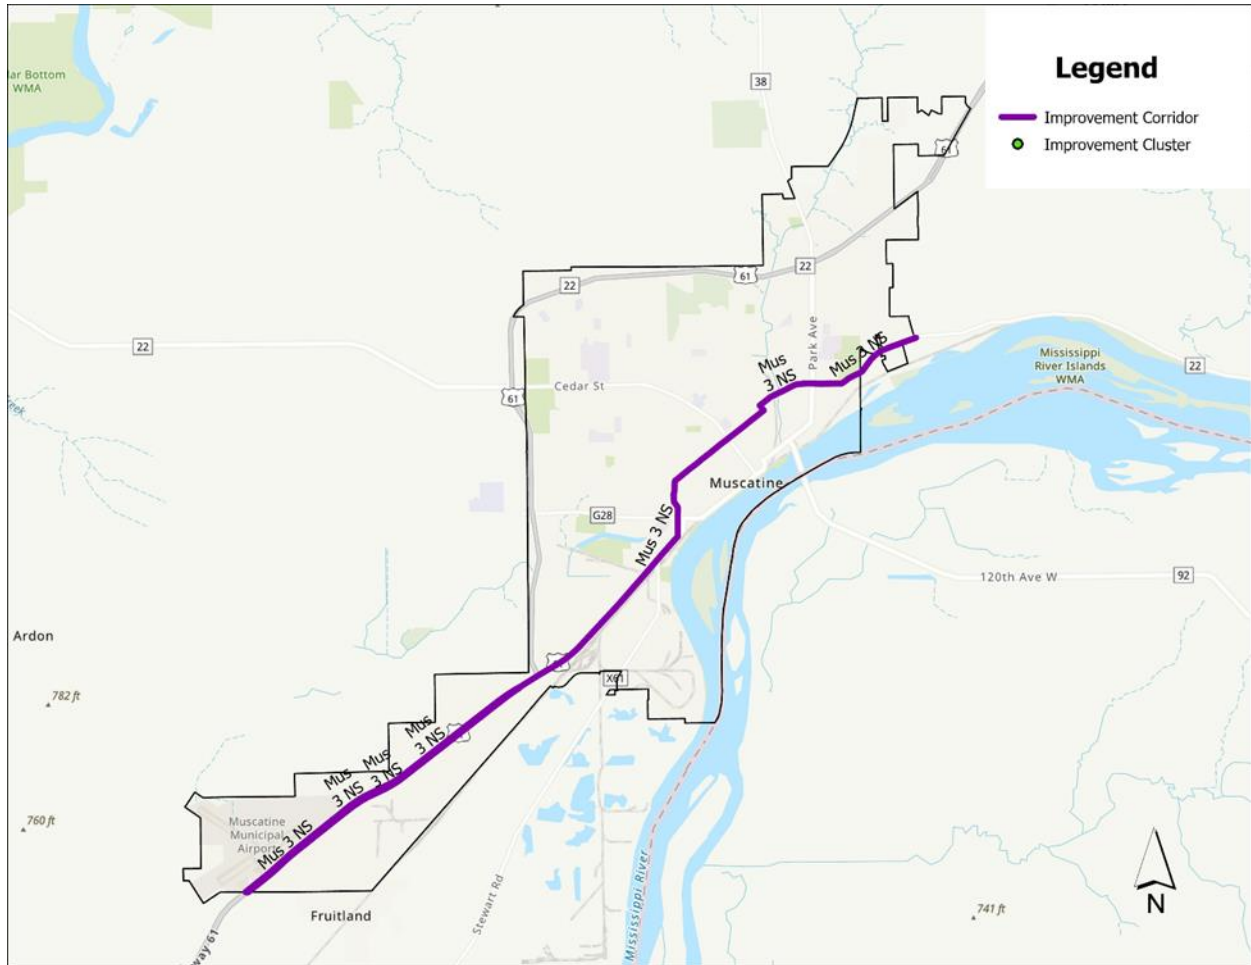 Legend
Improvement Corridor
Improvement Cluster
lar Bottom
WMA
38
61
22
61
22
22
61
Cedar St
Park Ave
Mus 3 NS
Mus
3 NS
Mississippi
River Islands
WMA
22
Muscatine
G28
Mus 3 NS
120th Ave W
92
Ardon
782 ft
X61
Mus
3 NS
Mus
3 NS
Mus
3 NS
760 ft
Muscatine
Municipal
Airport
Mus 3 NS
Fruitland
Stewart Rd
Mississippi River
741 ft
N
way 61